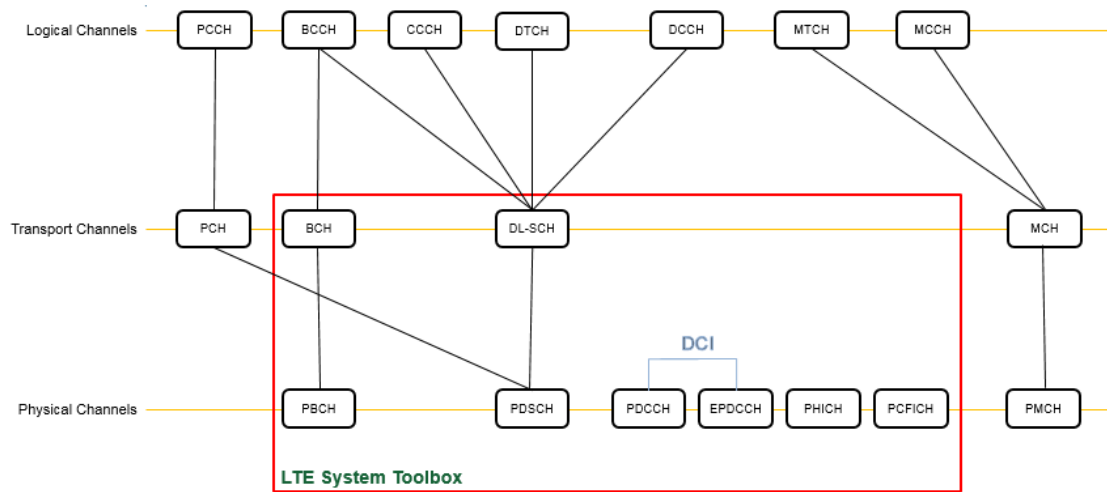 Logical Channels PCCH BCCH CCCH DTCH DCCH MTCH MCCH
Transport Channels PCH BCH DL-SCH MCH
DCI
Physical Channels PBCH PDSCH PDCCH EPDCCH PHICH PCFICH PMCH
LTE System Toolbox